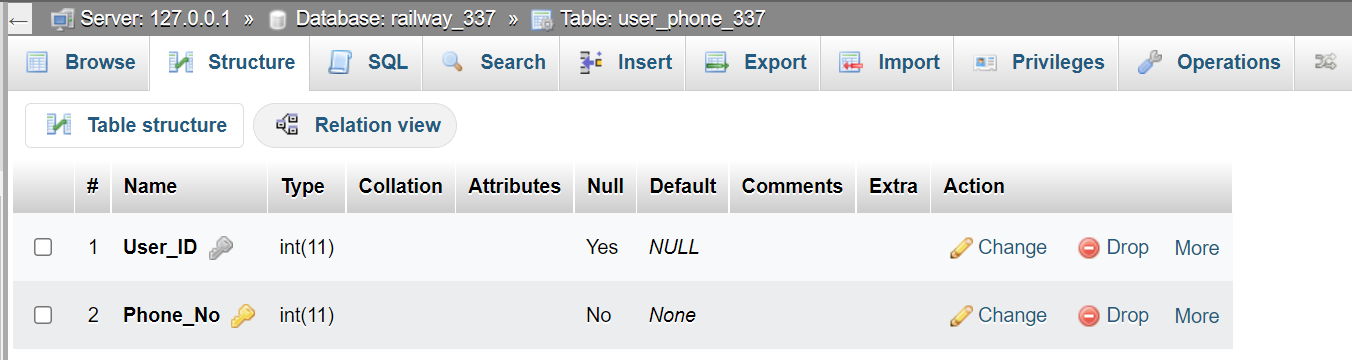 ← Server: 127.0.0.1 » Database: railway_337 » Table: user_phone_337
Browse Structure SQL Search Insert Export Import Privileges Operations
Table structure Relation view
# Name Type Collation Attributes Null Default Comments Extra Action
1 User_ID int(11) Yes NULL Change Drop More
2 Phone_No int(11) No None Change Drop More